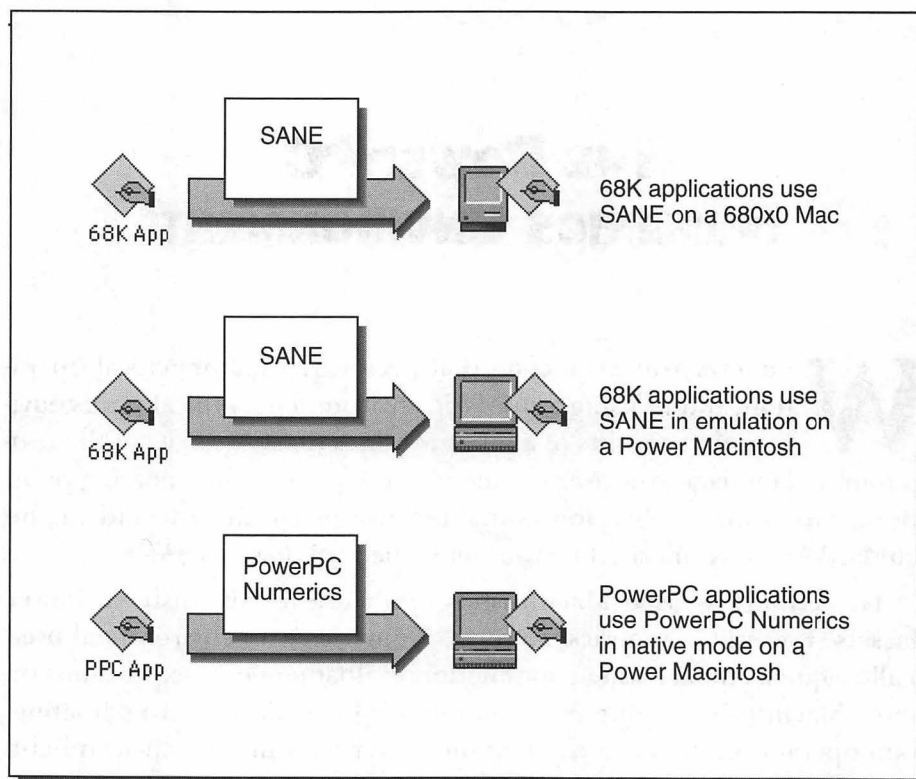 SANE
68K App
68K applications use
SANE on a 680x0 Mac
SANE
68K App
68K applications use
SANE in emulation on
a Power Macintosh
PowerPC
Numerics
PPC App
PowerPC applications
use PowerPC Numerics
in native mode on a
Power Macintosh